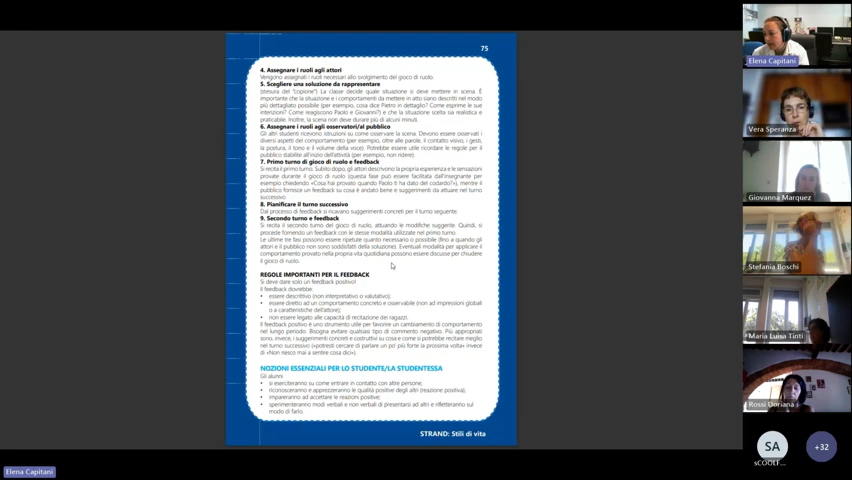 75
4. Assegnare i ruoli agli attori
Vengono assegnati i ruoli necessari allo svolgimento del gioco di ruolo.
5. Scegliere una soluzione da rappresentare
(stesura del "copione") La classe decide quale situazione si deve mettere in scena. È
importante che la situazione e i comportamenti da mettere in atto siano descritti nel modo
più dettagliato possibile (per esempio, cosa dice Pietro in dettaglio? Come esprime le sue
intenzioni? Come reagiscono Paolo e Giovanni?) e che la situazione scelta sia realistica e
praticabile. Inoltre, la scena non deve durare più di alcuni minuti.
6. Assegnare i ruoli agli osservatori/al pubblico
Gli altri studenti ricevono istruzioni su come osservare la scena. Devono essere osservati i
diversi aspetti del comportamento (per esempio, oltre alle parole, il contatto visivo, i gesti,
la postura, il tono e il volume della voce). Potrebbe essere utile ricordare le regole per il
pubblico stabilite all'inizio dell'attività (per esempio, non ridere).
7. Primo turno di gioco di ruolo e feedback
Si recita il primo turno. Subito dopo, gli attori descrivono la propria esperienza e le sensazioni
provate durante il gioco di ruolo (questa fase può essere facilitata dall'insegnante per
esempio chiedendo «Cosa hai provato quando Paolo ti ha dato del codardo?»), mentre il
pubblico fornisce un feedback su cosa è andato bene e suggerimenti da attuare nel turno
successivo
8. Pianificare il turno successivo
Dal processo di feedback si ricavano suggerimenti concreti per il turno seguente.
9. Secondo turno e feedback
Si recita il secondo turno del gioco di ruolo, attuando le modifiche suggerite. Quindi, si
procede fornendo un feedback con le stesse modalità utilizzate nel primo turno.
Le ultime tre fasi possono essere ripetute quanto necessario o possibile (fino a quando gli
attori e il pubblico non sono soddisfatti della soluzione). Eventuali modalità per applicare il
comportamento provato nella propria vita quotidiana possono essere discusse per chiudere
il gioco di ruolo.
REGOLE IMPORTANTI PER IL FEEDBACK
Si deve dare solo un feedback positivo!
Il feedback dovrebbe:
• essere descrittivo (non interpretativo o valutativo);
• essere diretto ad un comportamento concreto e osservabile (non ad impressioni globali
o a caratteristiche dell'attore);
• non essere legato alle capacità di recitazione dei ragazzi.
Il feedback positivo è uno strumento utile per favorire un cambiamento di comportamento
nel lungo periodo. Bisogna evitare qualsiasi tipo di commento negativo. Più appropriati
sono, invece, i suggerimenti concreti e costruttivi su cosa e come si potrebbe recitare meglio
nel turno successivo («potresti cercare di parlare un po' più forte la prossima volta» invece
di «Non riesco mai a sentire cosa dici»).
NOZIONI ESSENZIALI PER LO STUDENTE/LA STUDENTESSA
Gli alunni
• si eserciteranno su come entrare in contatto con altre persone;
• riconosceranno e apprezzeranno le qualità positive degli altri (reazione positiva);
• impareranno ad accettare le reazioni positive;
• sperimenteranno modi verbali e non verbali di presentarsi ad altri e rifletteranno sul
modo di farlo.
STRAND: Stili di vita
Elena Capitani
Vera Speranza
Giovanna Marquez
Stefania Boschi
Maria Luisa Tinti
Rossi Doriana
SA
sCOOLF...
+32
Elena Capitani